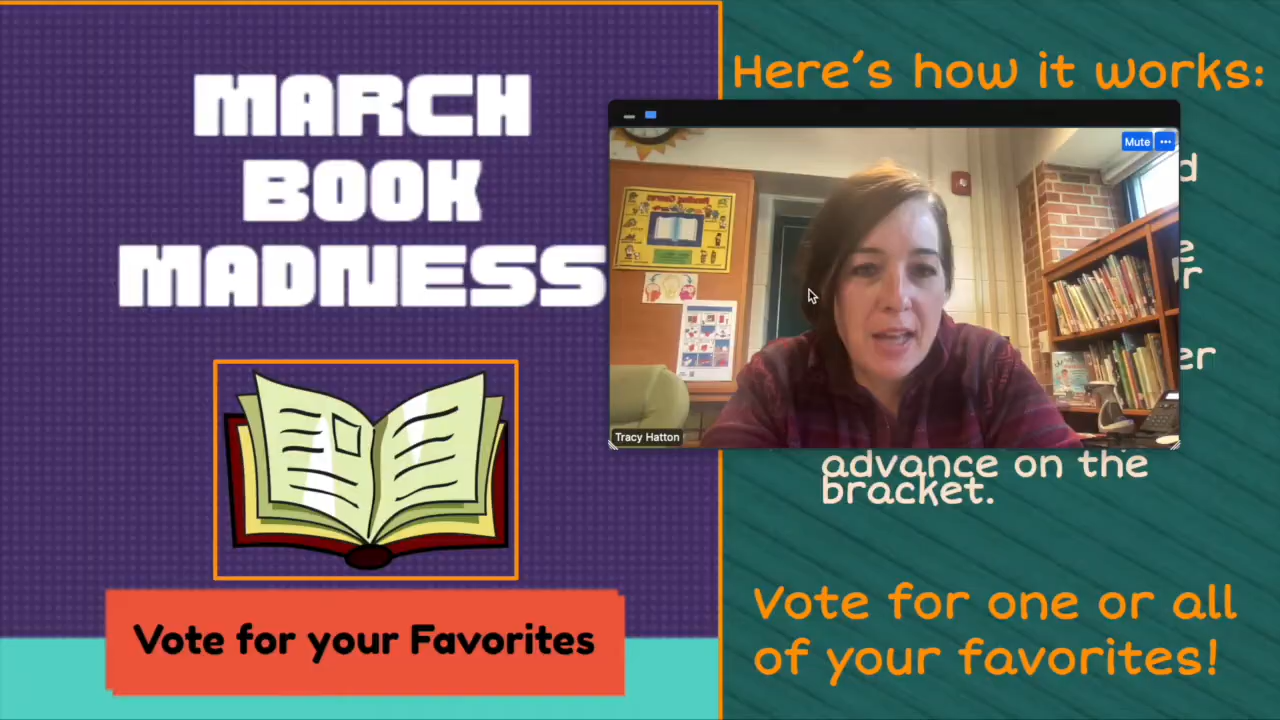 MARCH
BOOK
MADNESS
Vote for your Favorites
Here's how it works:
Mute
Tracy Hatton
advance on the
bracket.
Vote for one or all
of your favorites!